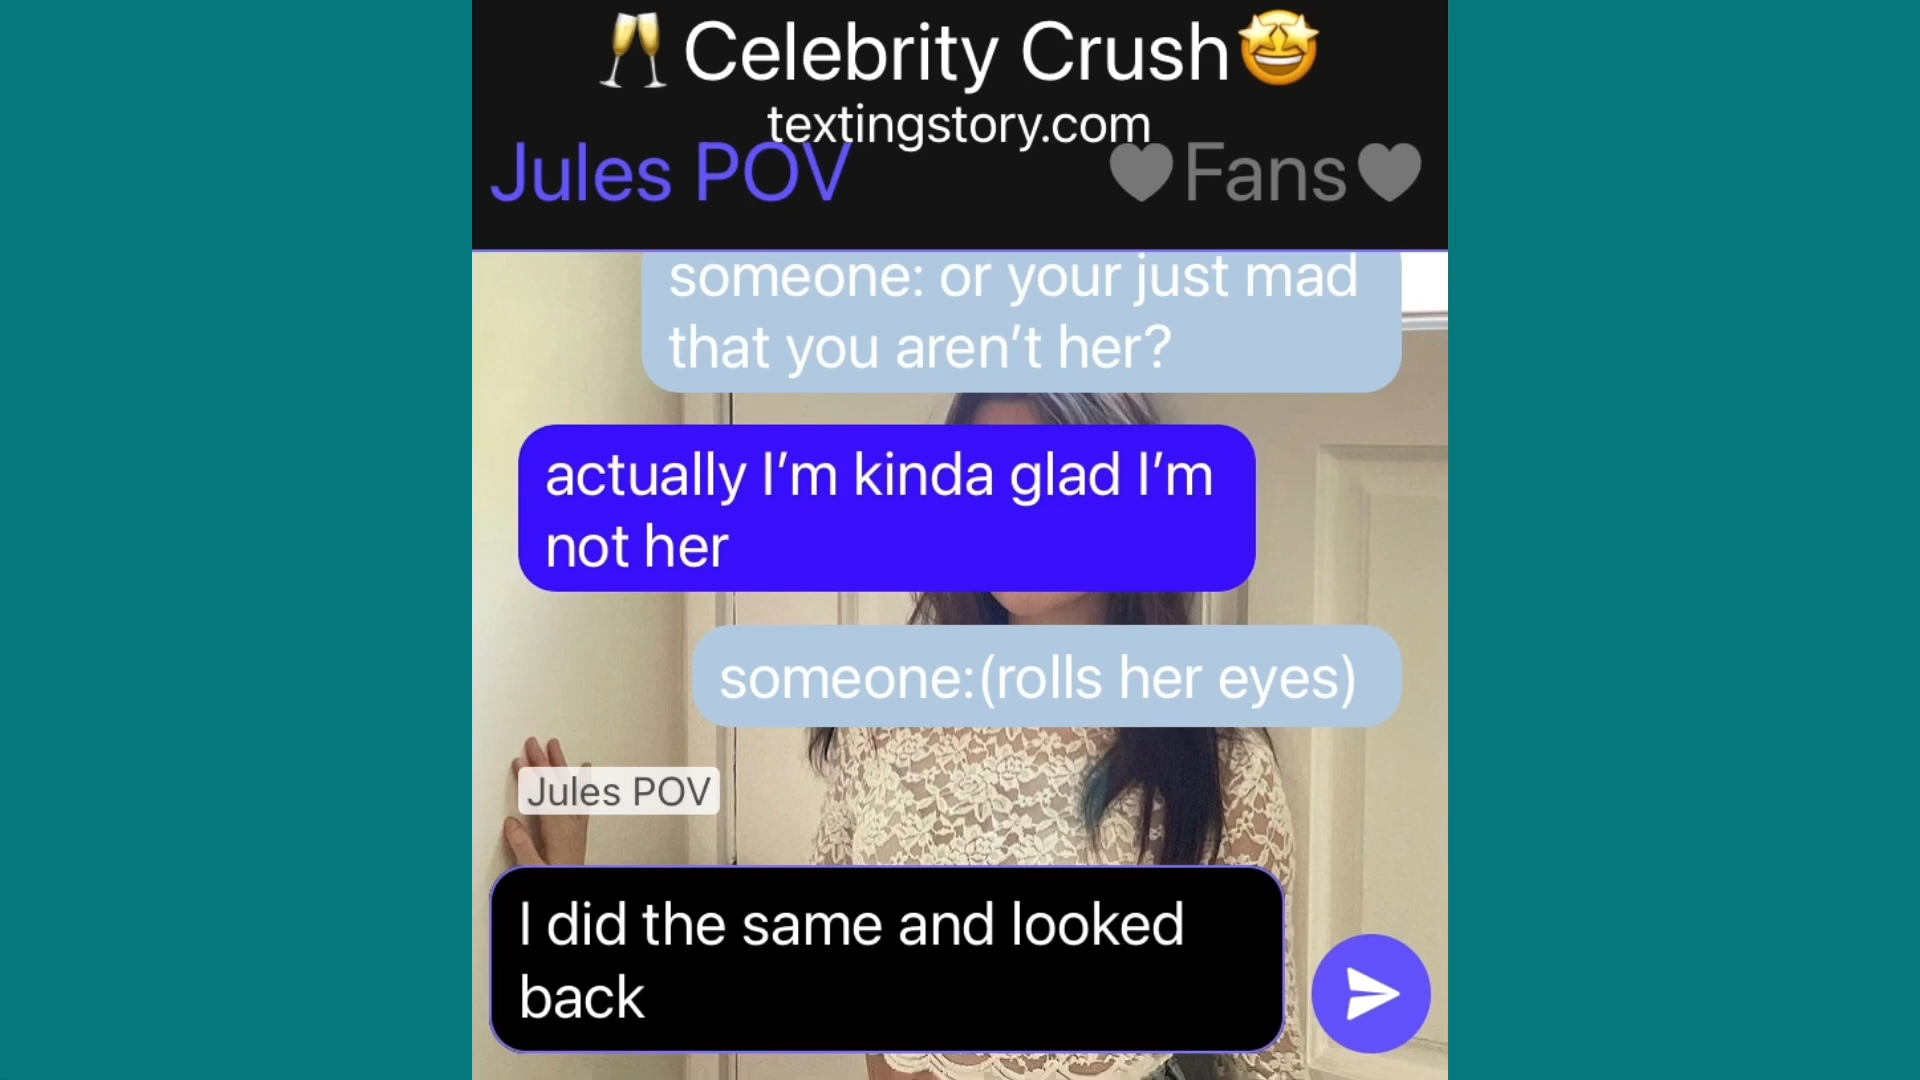 🥂Celebrity Crush🤩
textingstory.com
Jules POV
🖤Fans🖤
someone: or your just mad
that you aren’t her?
actually I’m kinda glad I’m
not her
someone:(rolls her eyes)
Jules POV
I did the same and looked
back